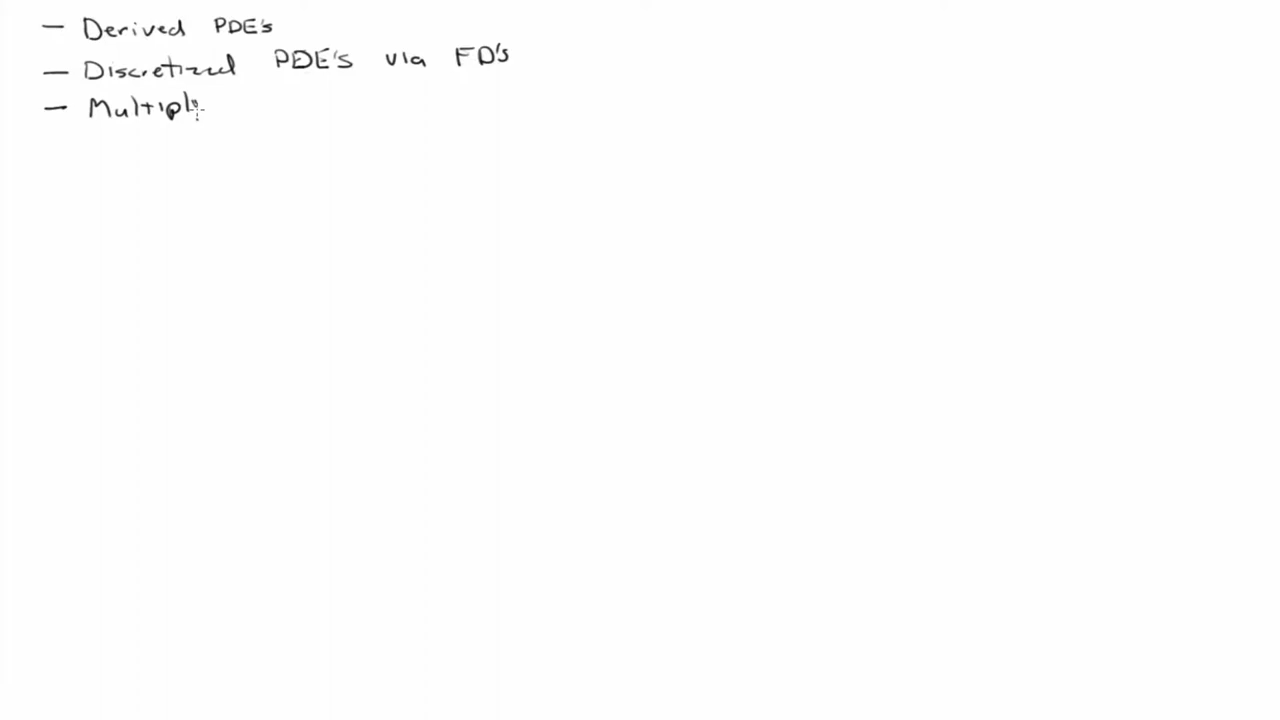 – Derived PDE's
– Discretized PDE's via FD's
– Multipl